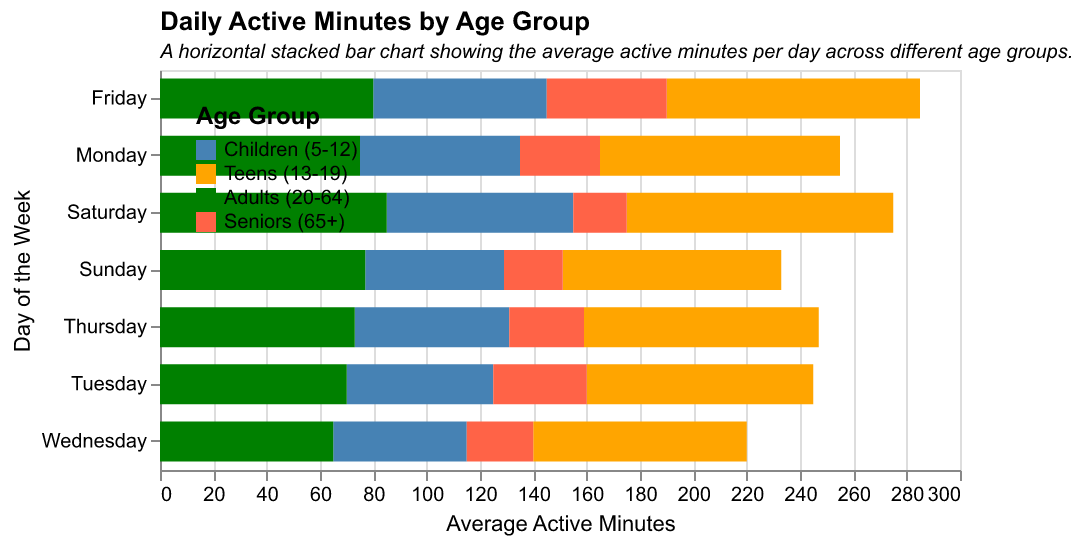 Daily Active Minutes by Age Group
A horizontal stacked bar chart showing the average active minutes per day across different age groups.
Friday
Age Group
Monday
Children (5-12)
Teens (13-19)
Saturday
Adults (20-64)
Seniors (65+)
Sunday
Thursday
Tuesday
Wednesday
Day of the Week
0 20 40 60 80 100 120 140 160 180 200 220 240 260 280 300
Average Active Minutes